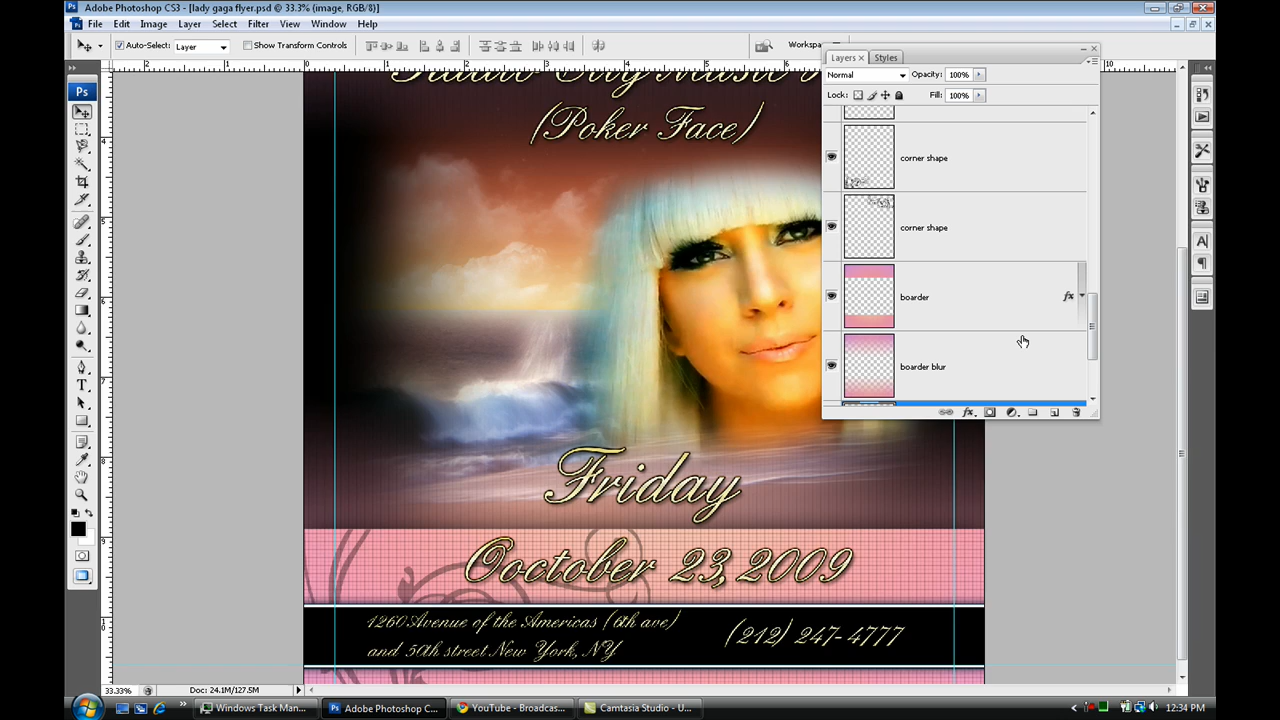 Adobe Photoshop CS3 - [lady gaga flyer.psd @ 33.3% (image, RGB/8)]
File Edit Image Layer Select Filter View Window Help
Auto-Select: Layer Show Transform Controls
Layers Styles
Normal Opacity: 100%
Lock: Fill: 100%
corner shape
corner shape
boarder fx
boarder blur
(Poker Face)
Friday
Ooctober 23, 2009
1260 Avenue of the Americas (6th ave)
and 50th street New York, NY
(212) 247-4777
33.33% Doc: 24.1M/127.5M
Windows Task Man... Adobe Photoshop C... YouTube - Broadcas... Camtasia Studio - U... 12:34 PM